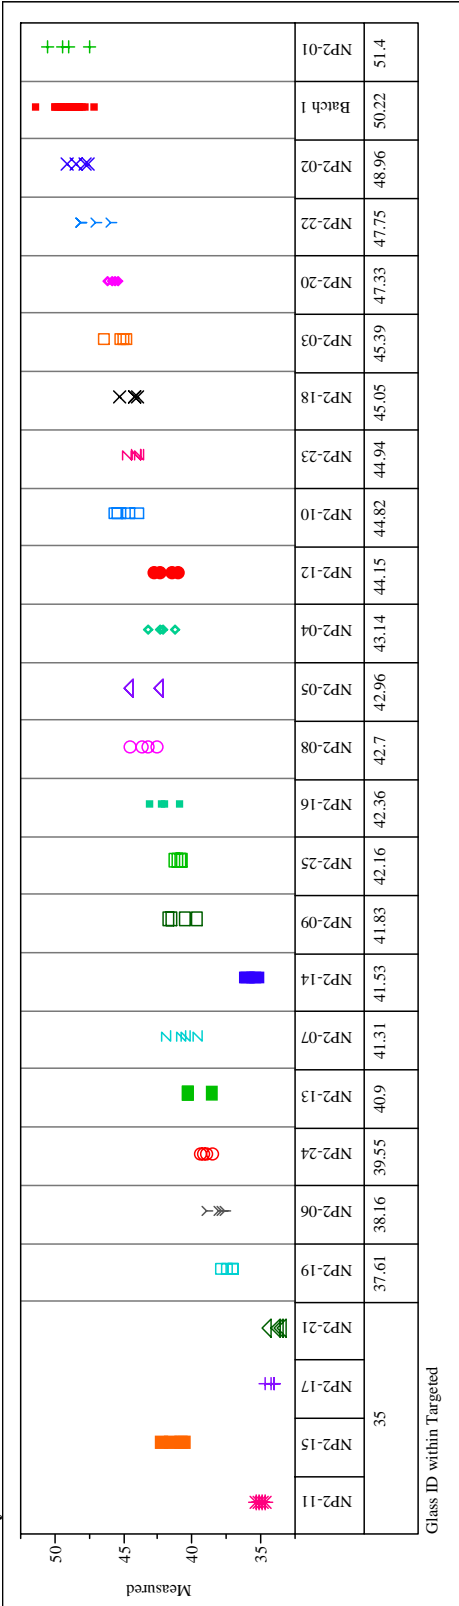 Measured
50
45
40
35
NP2-11
NP2-15
NP2-17
NP2-21
NP2-19
NP2-06
NP2-24
NP2-13
NP2-07
NP2-14
NP2-09
NP2-25
NP2-16
NP2-08
NP2-05
NP2-04
NP2-12
NP2-10
NP2-23
NP2-18
NP2-03
NP2-20
NP2-22
NP2-02
Batch 1
NP2-01
35
37.61
38.16
39.55
40.9
41.31
41.53
41.83
42.16
42.36
42.7
42.96
43.14
44.15
44.82
44.94
45.05
45.39
47.33
47.75
48.96
50.22
51.4
Glass ID within Targeted